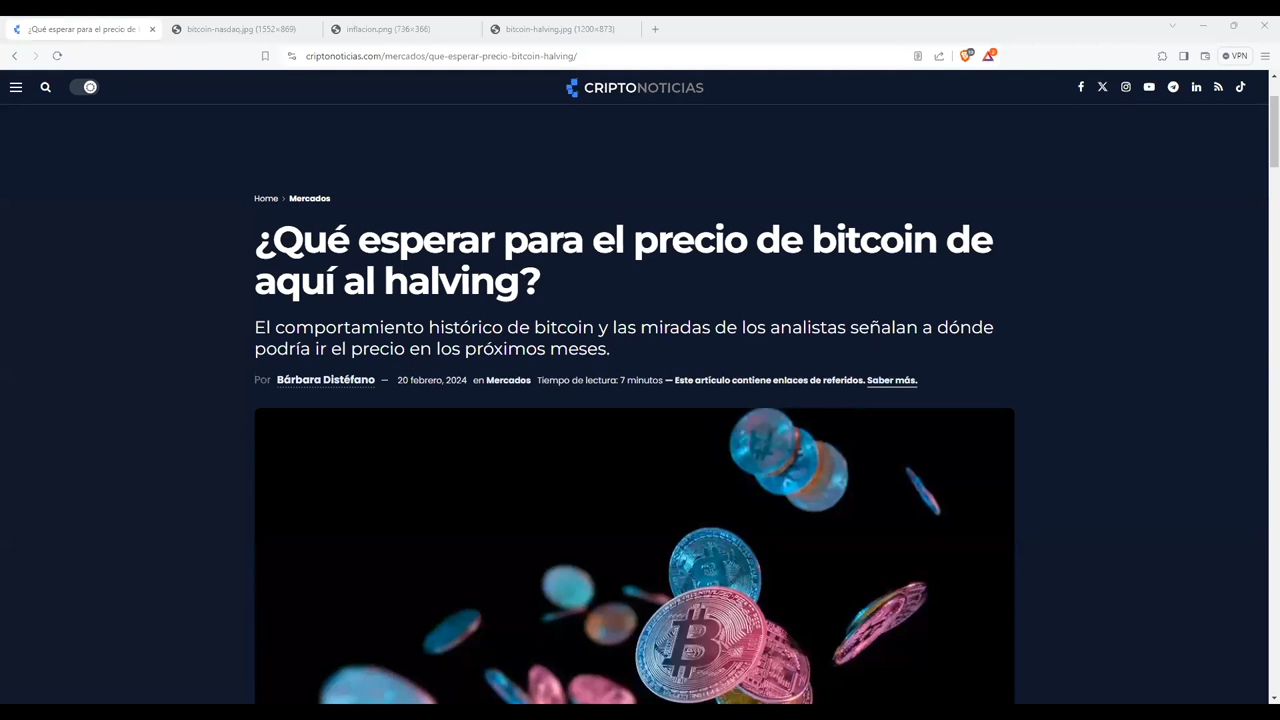 ¿Qué esperar para el precio de
bitcoin-nasdaq.jpg (1552×869)
inflacion.png (736×366)
bitcoin-halving.jpg (1200×873)
criptonoticias.com/mercados/que-esperar-precio-bitcoin-halving/
VPN
CRIPTONOTICIAS
Home > Mercados
¿Qué esperar para el precio de bitcoin de
aquí al halving?
El comportamiento histórico de bitcoin y las miradas de los analistas señalan a dónde
podría ir el precio en los próximos meses.
Por Bárbara Distéfano — 20 febrero, 2024 en Mercados Tiempo de lectura: 7 minutos — Este artículo contiene enlaces de referidos. Saber más.